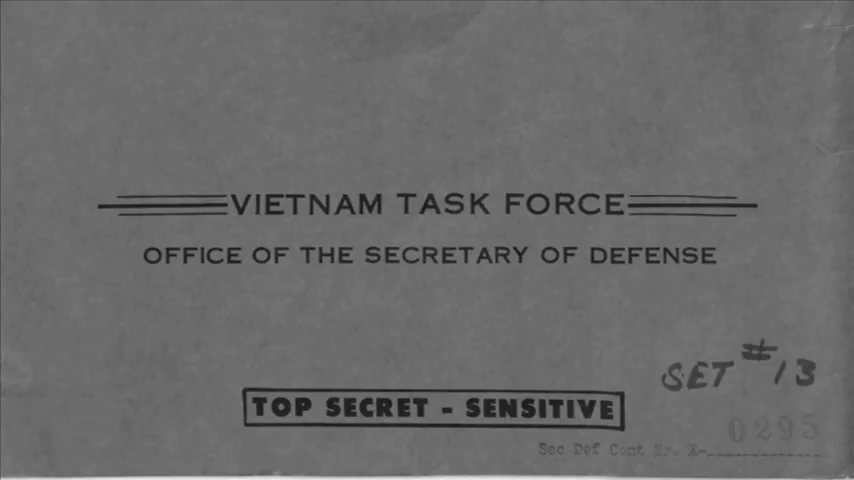 VIETNAM TASK FORCE
OFFICE OF THE SECRETARY OF DEFENSE
SET # 13
TOP SECRET - SENSITIVE
0295
Sec Def Cont Nr. X-